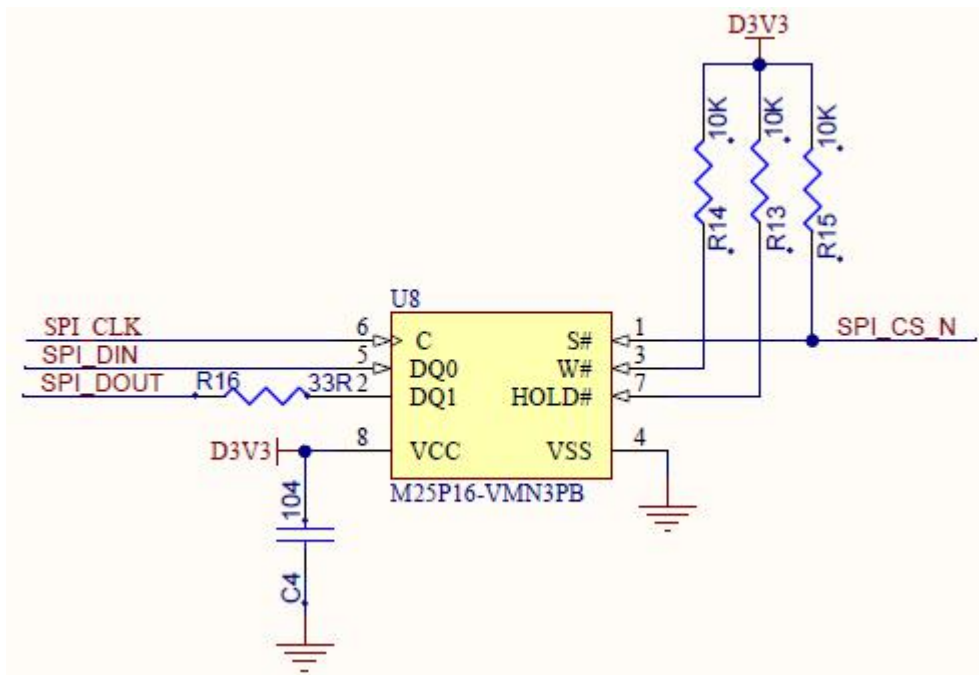 D3V3
10K
10K
10K
R14
R13
R15
U8
SPI_CLK 6 C S# 1 SPI_CS_N
SPI_DIN 5 DQ0 W# 3
SPI_DOUT R16 33R 2 DQ1 HOLD# 7
D3V3 8 VCC VSS 4
M25P16-VMN3PB
104
C4